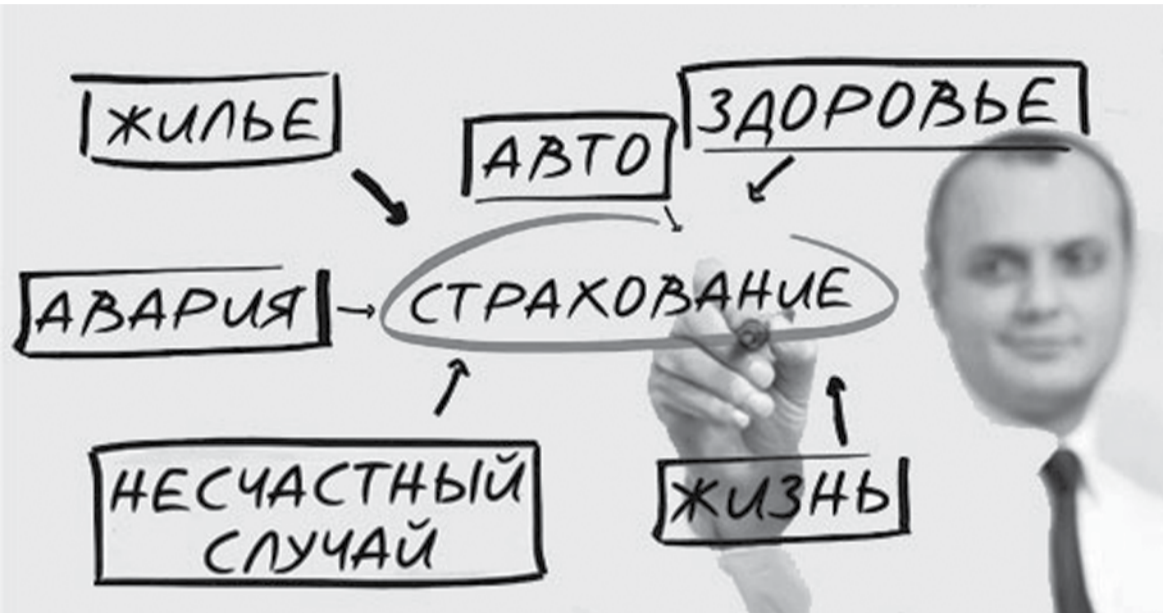 ЖИЛЬЕ
АВТО
ЗДОРОВЬЕ
АВАРИЯ
СТРАХОВАНИЕ
НЕСЧАСТНЫЙ
СЛУЧАЙ
ЖИЗНЬ